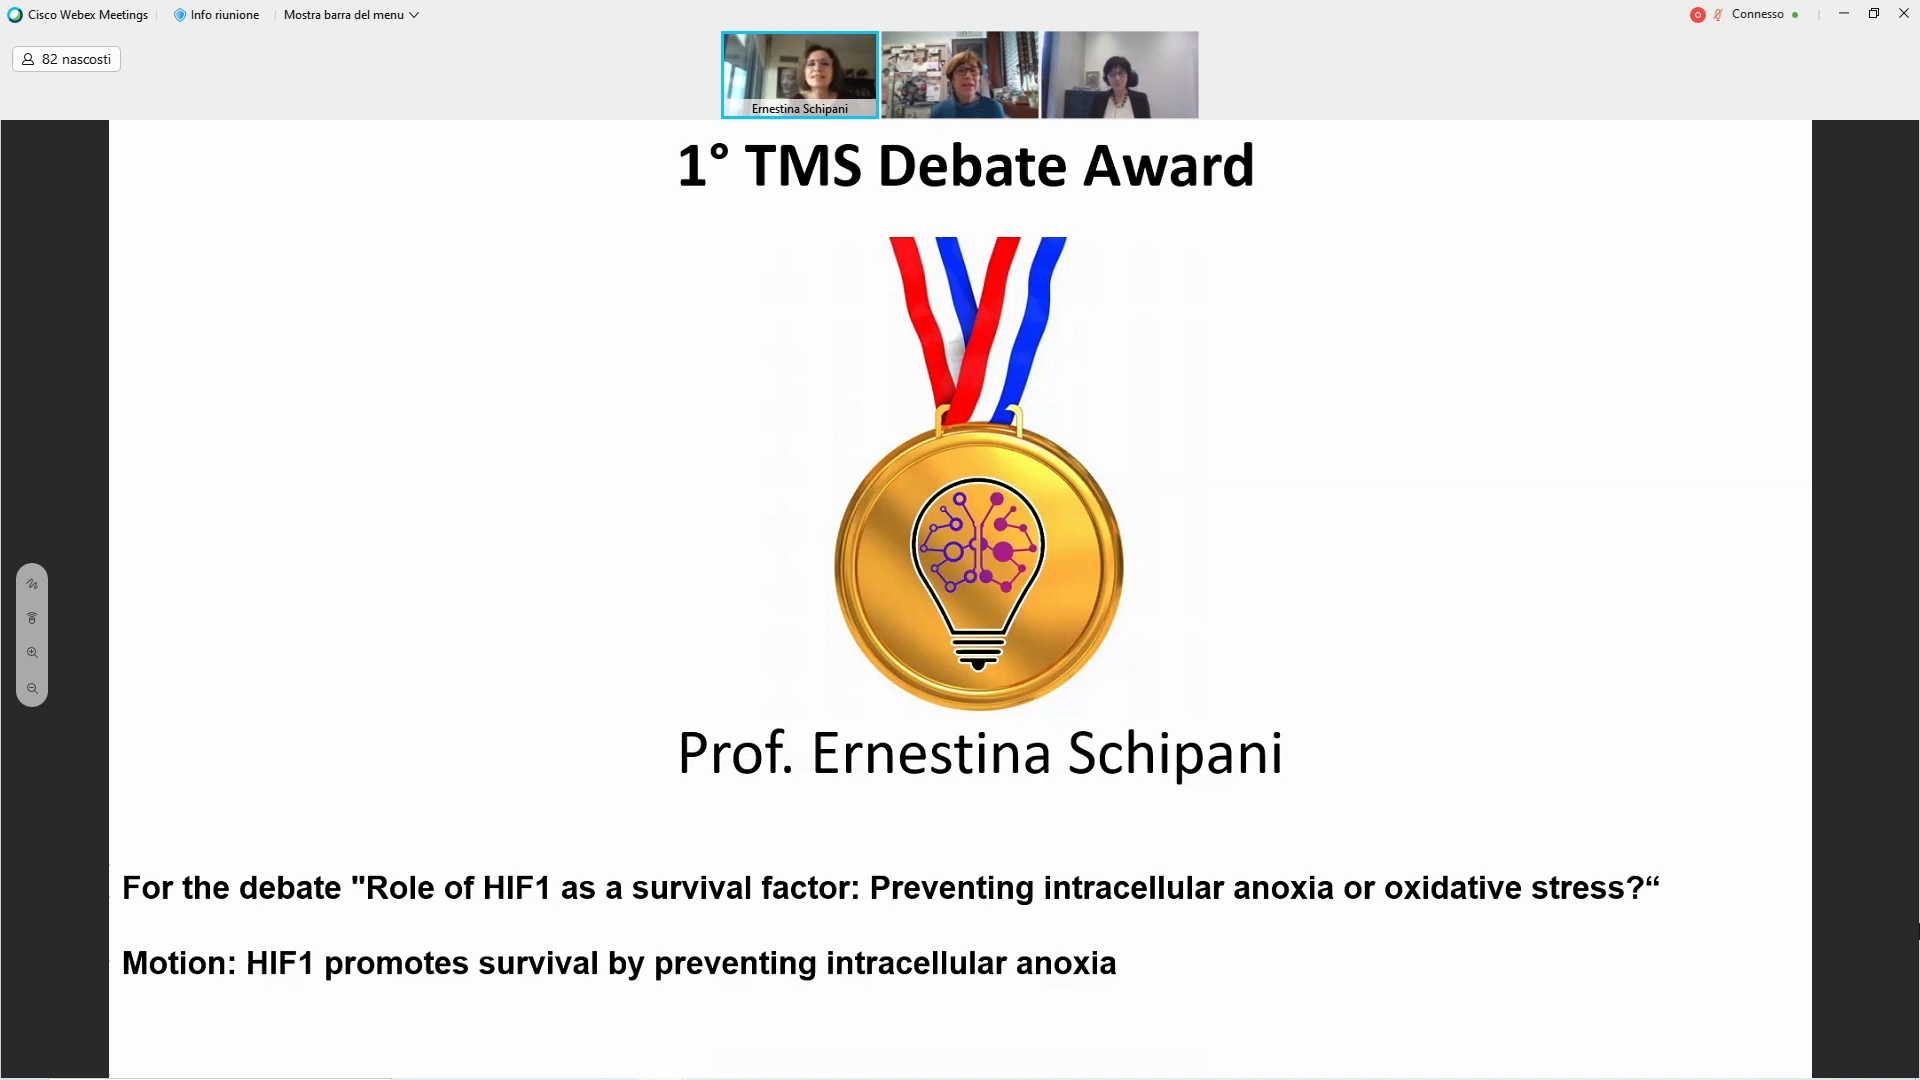 Cisco Webex Meetings
Info riunione
Mostra barra del menu
Connesso
82 nascosti
Ernestina Schipani
1° TMS Debate Award
Prof. Ernestina Schipani
For the debate "Role of HIF1 as a survival factor: Preventing intracellular anoxia or oxidative stress?“
Motion: HIF1 promotes survival by preventing intracellular anoxia